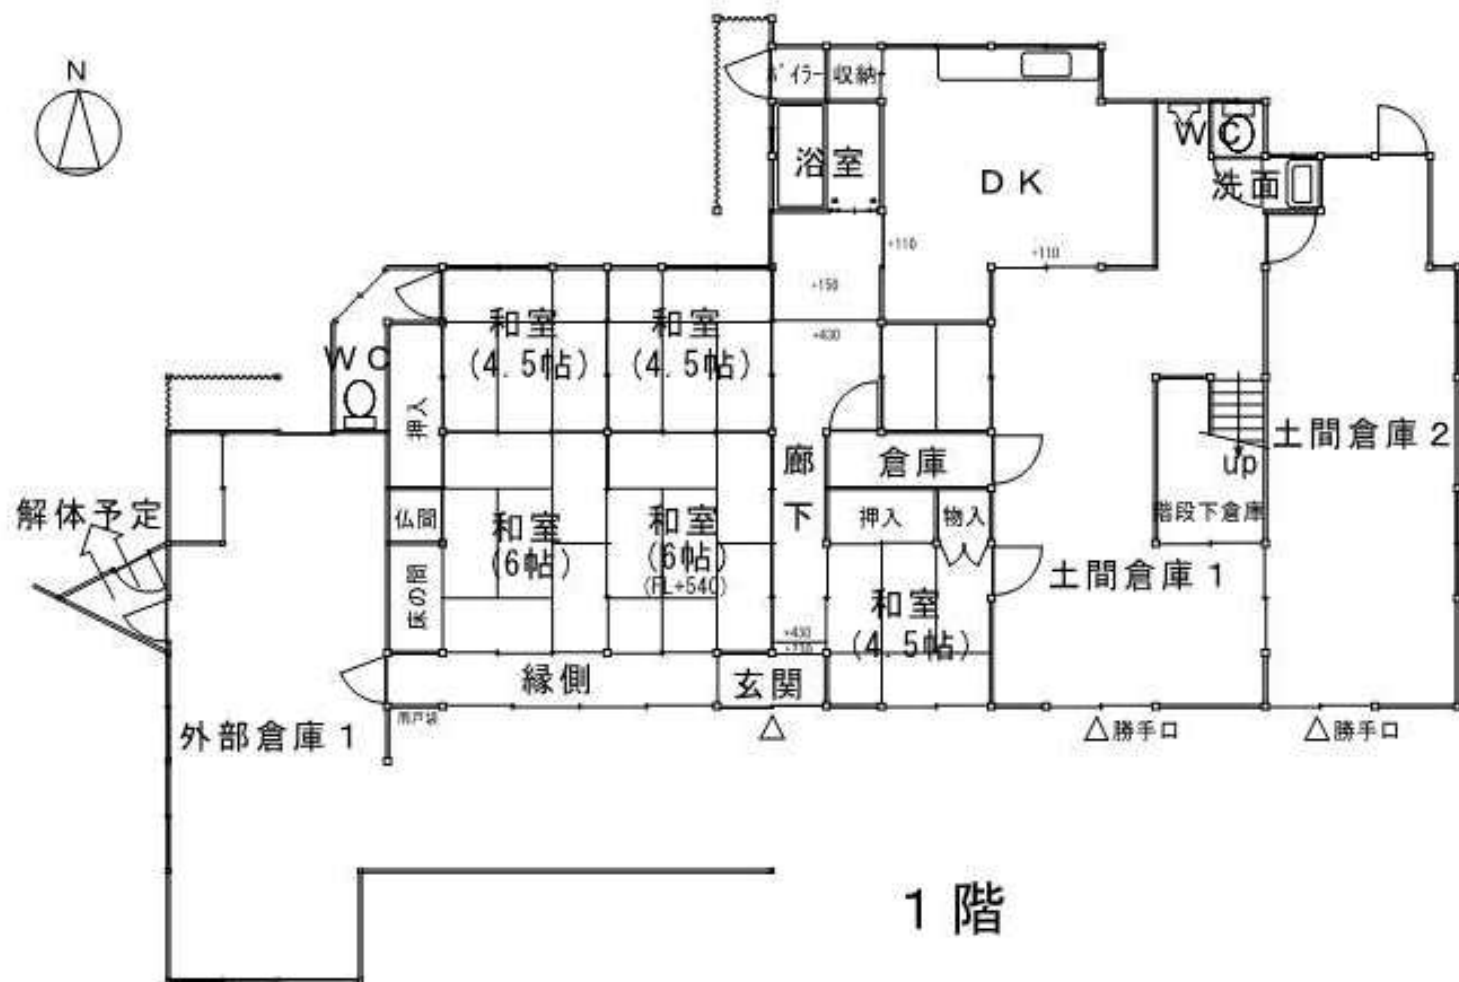 N
ﾎﾞｲﾗｰ
収納
浴室
DK
WC
洗面
+110
+110
+150
+430
和室
(4.5帖)
和室
(4.5帖)
WC
押入
廊下
倉庫
土間倉庫2
up
階段下倉庫
解体予定
仏間
和室
(6帖)
和室
(6帖)
(FL+540)
押入
物入
床の間
土間倉庫1
和室
(4.5帖)
+430
縁側
玄関
雨戸袋
外部倉庫1
△
△勝手口
△勝手口
1階